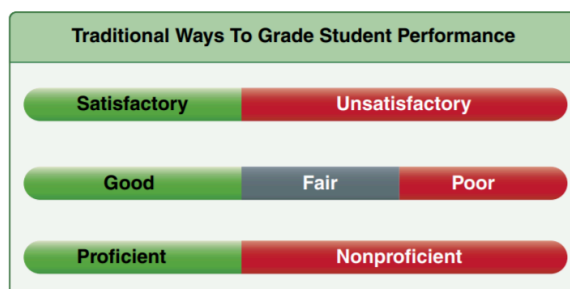 Traditional Ways To Grade Student Performance
Satisfactory Unsatisfactory
Good Fair Poor
Proficient Nonproficient